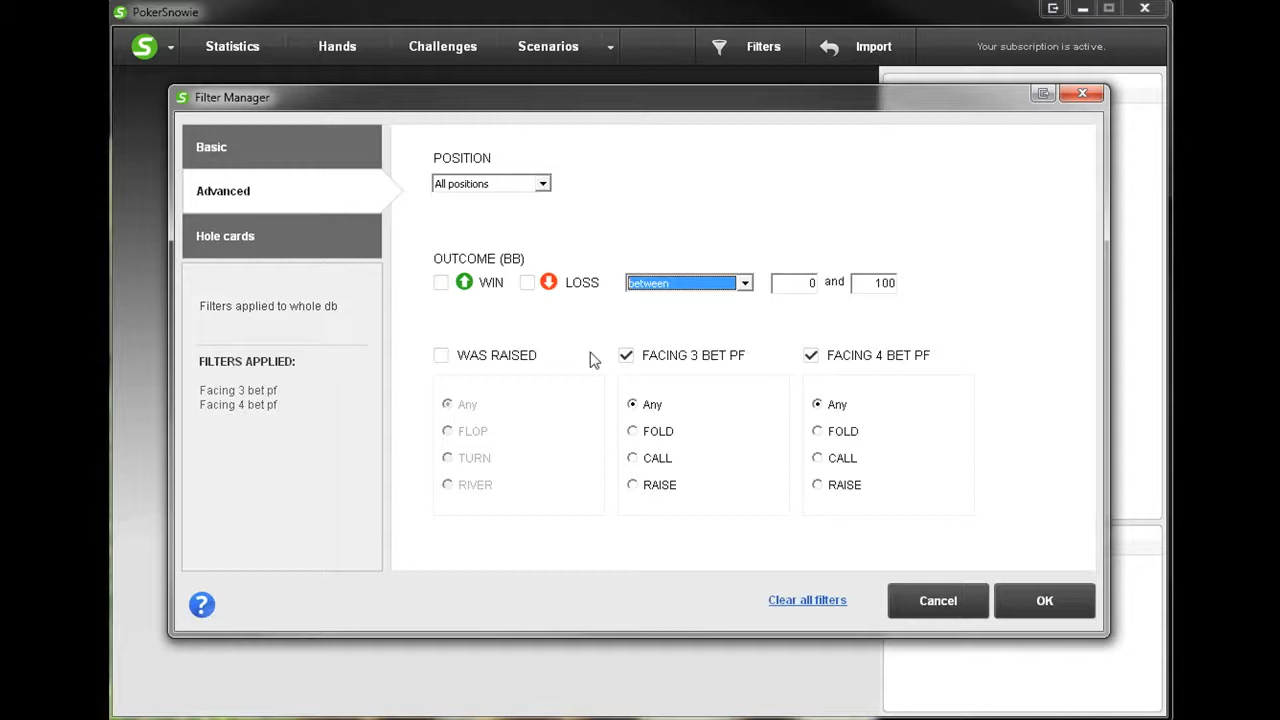 PokerSnowie
S Statistics Hands Challenges Scenarios Filters Import Your subscription is active.
S Filter Manager
Basic
Advanced
Hole cards
Filters applied to whole db
FILTERS APPLIED:
Facing 3 bet pf
Facing 4 bet pf
POSITION
All positions
OUTCOME (BB)
WIN LOSS between 0 and 100
WAS RAISED FACING 3 BET PF FACING 4 BET PF
Any Any Any
FLOP FOLD FOLD
TURN CALL CALL
RIVER RAISE RAISE
? Clear all filters Cancel OK